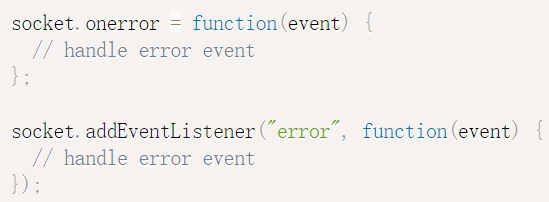 socket.onerror = function(event) {
  // handle error event
};

socket.addEventListener("error", function(event) {
  // handle error event
});